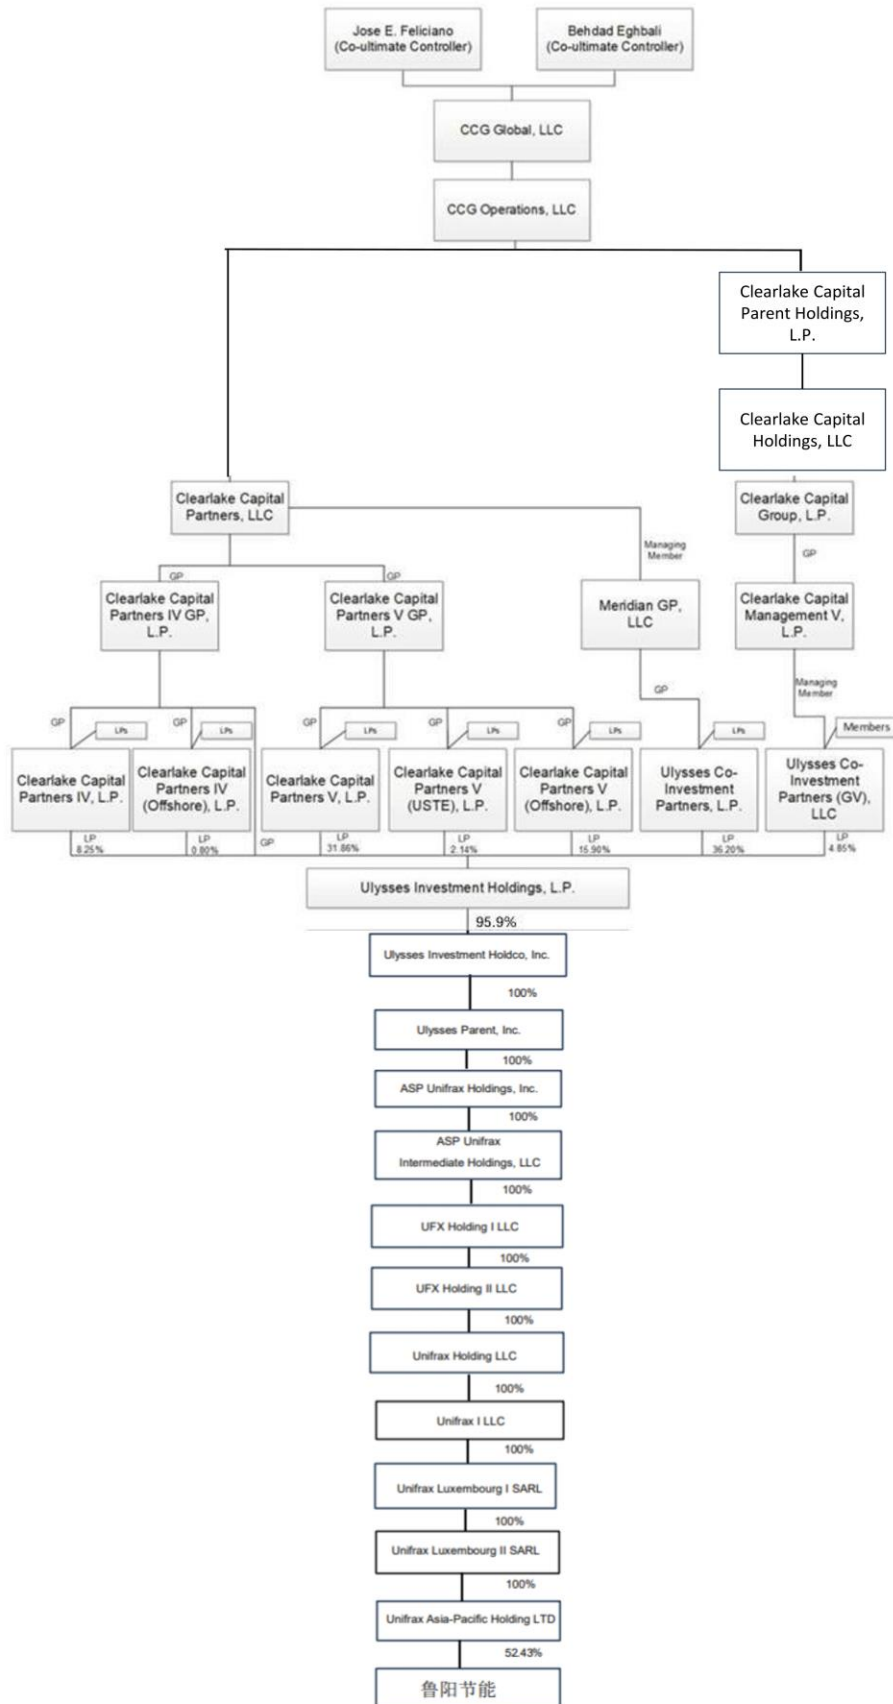 Jose E. Feliciano
(Co-ultimate Controller)
Behdad Eghbali
(Co-ultimate Controller)
CCG Global, LLC
CCG Operations, LLC
Clearlake Capital
Parent Holdings,
L.P.
Clearlake Capital
Holdings, LLC
Clearlake Capital
Partners, LLC
Clearlake Capital
Group, L.P.
Managing
Member
GP
GP
GP
Clearlake Capital
Partners IV GP,
L.P.
Clearlake Capital
Partners V GP,
L.P.
Meridian GP,
LLC
Clearlake Capital
Management V,
L.P.
GP
Managing
Member
GP
LPs
GP
LPs
GP
LPs
GP
LPs
GP
LPs
LPs
Members
Clearlake Capital
Partners IV, L.P.
Clearlake Capital
Partners IV
(Offshore), L.P.
Clearlake Capital
Partners V, L.P.
Clearlake Capital
Partners V
(USTE), L.P.
Clearlake Capital
Partners V
(Offshore), L.P.
Ulysses Co-
Investment
Partners, L.P.
Ulysses Co-
Investment
Partners (GV),
LLC
LP
8.25%
LP
0.80%
GP
LP
31.86%
LP
2.14%
LP
15.90%
LP
36.20%
LP
4.85%
Ulysses Investment Holdings, L.P.
95.9%
Ulysses Investment Holdco, Inc.
100%
Ulysses Parent, Inc.
100%
ASP Unifrax Holdings, Inc.
100%
ASP Unifrax
Intermediate Holdings, LLC
100%
UFX Holding I LLC
100%
UFX Holding II LLC
100%
Unifrax Holding LLC
100%
Unifrax I LLC
100%
Unifrax Luxembourg I SARL
100%
Unifrax Luxembourg II SARL
100%
Unifrax Asia-Pacific Holding LTD
52.43%
鲁阳节能